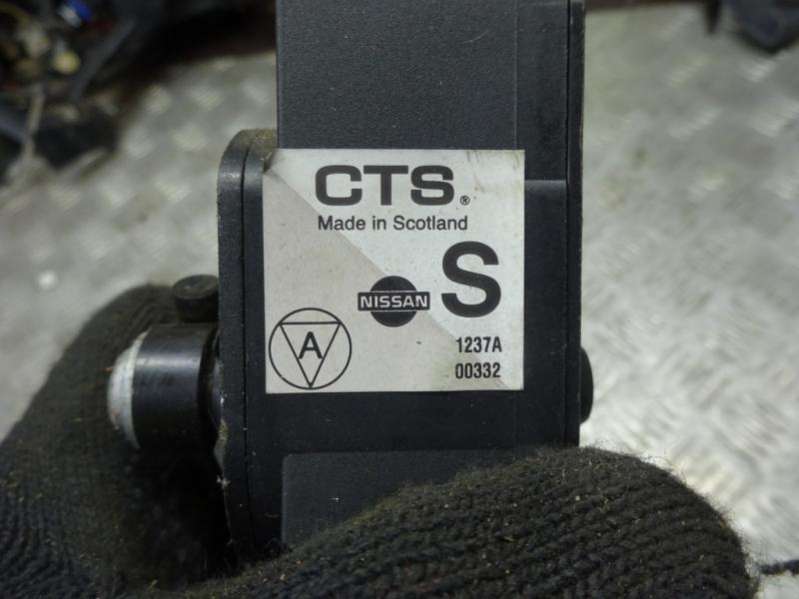 CTS®
Made in Scotland
S
NISSAN
A
1237A
00332